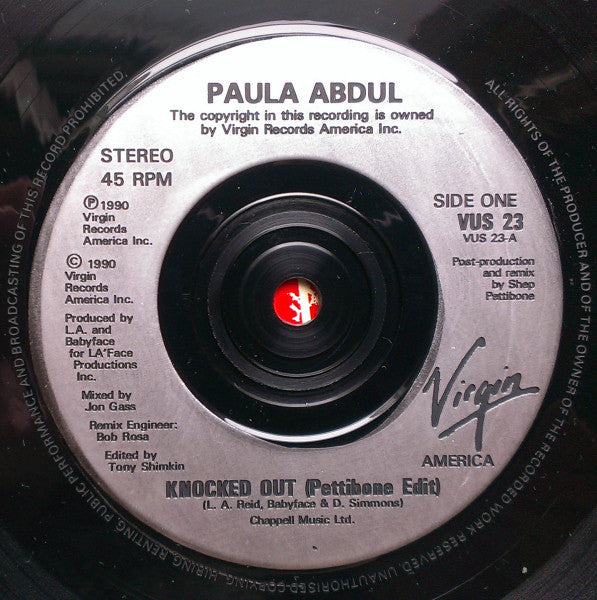 PAULA ABDUL
The copyright in this recording is owned
by Virgin Records America Inc.
STEREO
45 RPM
℗1990
Virgin
Records
America Inc.
© 1990
Virgin
Records
America Inc.
Produced by
L.A. and
Babyface
for LA'Face
Productions
Inc.
Mixed by
Jon Gass
Remix Engineer:
Bob Rosa
Edited by
Tony Shimkin
SIDE ONE
VUS 23
VUS 23-A
Post-production
and remix
by Shep
Pettibone
Virgin
AMERICA
KNOCKED OUT (Pettibone Edit)
(L. A. Reid, Babyface & D. Simmons)
Chappell Music Ltd.
ALL RIGHTS OF THE PRODUCER AND OF THE OWNER OF THE RECORDED WORK RESERVED. UNAUTHORISED COPYING, HIRING, RENTING, PUBLIC PERFORMANCE AND BROADCASTING OF THIS RECORD PROHIBITED.